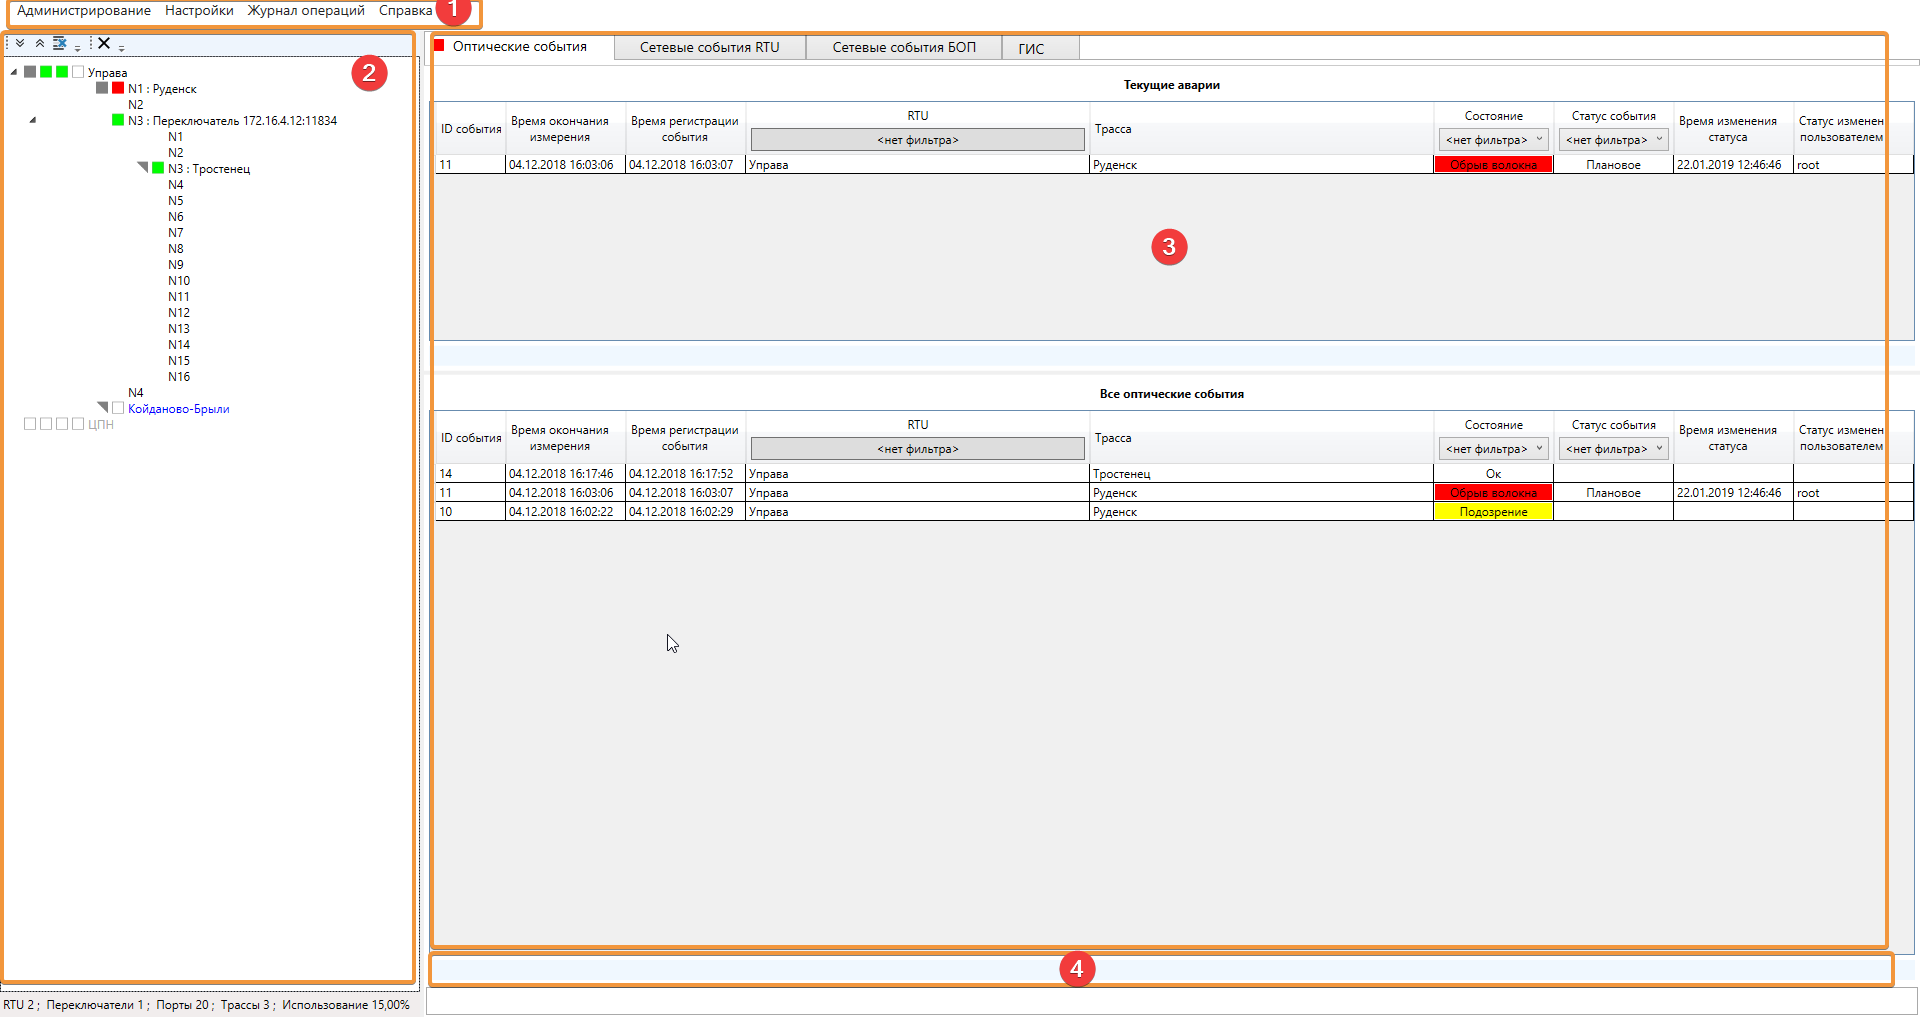 Администрирование Настройки Журнал операций Справка 1
2
Управа
N1 : Руденск
N2
N3 : Переключатель 172.16.4.12:11834
N1
N2
N3 : Тростенец
N4
N5
N6
N7
N8
N9
N10
N11
N12
N13
N14
N15
N16
N4
Койданово-Брыли
ЦПН
RTU 2 ; Переключатели 1 ; Порты 20 ; Трассы 3 ; Использование 15,00%
Оптические события Сетевые события RTU Сетевые события БОП ГИС
Текущие аварии
ID события Время окончания измерения Время регистрации события RTU <нет фильтра> Трасса Состояние <нет фильтра> Статус события <нет фильтра> Время изменения статуса Статус изменен пользователем
11 04.12.2018 16:03:06 04.12.2018 16:03:07 Управа Руденск Обрыв волокна Плановое 22.01.2019 12:46:46 root
3
Все оптические события
ID события Время окончания измерения Время регистрации события RTU <нет фильтра> Трасса Состояние <нет фильтра> Статус события <нет фильтра> Время изменения статуса Статус изменен пользователем
14 04.12.2018 16:17:46 04.12.2018 16:17:52 Управа Тростенец Ок
11 04.12.2018 16:03:06 04.12.2018 16:03:07 Управа Руденск Обрыв волокна Плановое 22.01.2019 12:46:46 root
10 04.12.2018 16:02:22 04.12.2018 16:02:29 Управа Руденск Подозрение
4